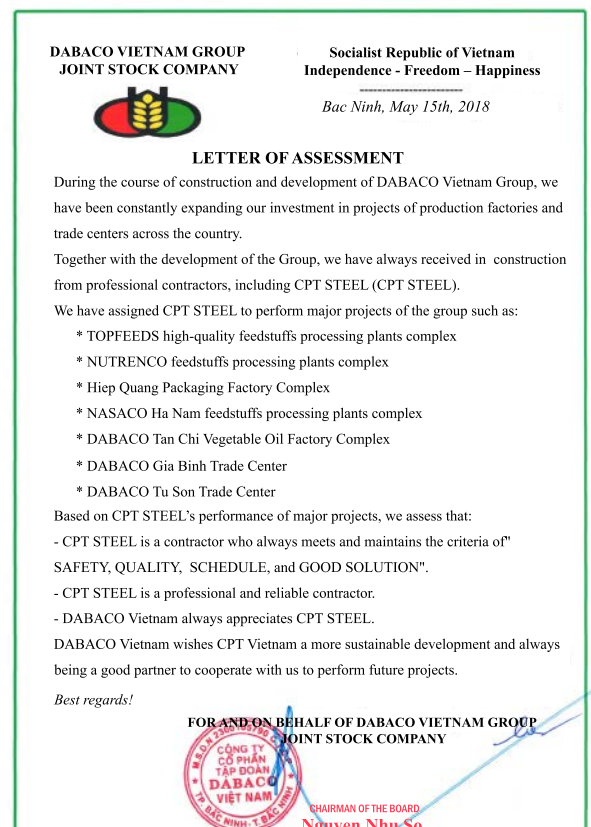 DABACO VIETNAM GROUP
JOINT STOCK COMPANY
Socialist Republic of Vietnam
Independence - Freedom – Happiness
-----------------------
Bac Ninh, May 15th, 2018
LETTER OF ASSESSMENT
During the course of construction and development of DABACO Vietnam Group, we
have been constantly expanding our investment in projects of production factories and
trade centers across the country.
Together with the development of the Group, we have always received in construction
from professional contractors, including CPT STEEL (CPT STEEL).
We have assigned CPT STEEL to perform major projects of the group such as:
* TOPFEEDS high-quality feedstuffs processing plants complex
* NUTRENCO feedstuffs processing plants complex
* Hiep Quang Packaging Factory Complex
* NASACO Ha Nam feedstuffs processing plants complex
* DABACO Tan Chi Vegetable Oil Factory Complex
* DABACO Gia Binh Trade Center
* DABACO Tu Son Trade Center
Based on CPT STEEL’s performance of major projects, we assess that:
- CPT STEEL is a contractor who always meets and maintains the criteria of"
SAFETY, QUALITY, SCHEDULE, and GOOD SOLUTION".
- CPT STEEL is a professional and reliable contractor.
- DABACO Vietnam always appreciates CPT STEEL.
DABACO Vietnam wishes CPT Vietnam a more sustainable development and always
being a good partner to cooperate with us to perform future projects.
Best regards!
FOR AND ON BEHALF OF DABACO VIETNAM GROUP
JOINT STOCK COMPANY
M.S.D.N 2300105790
CÔNG TY
CỔ PHẦN
TẬP ĐOÀN
DABACO
VIỆT NAM
TP. BẮC NINH - T. BẮC NINH
CHAIRMAN OF THE BOARD
Nguyen Nhu So